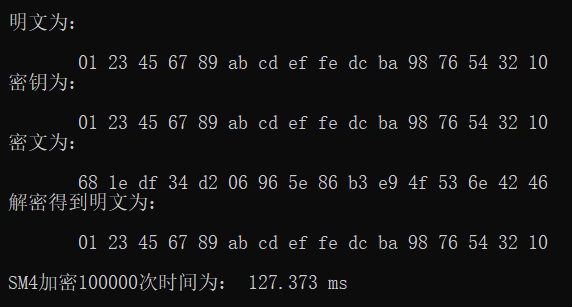 明文为:
01 23 45 67 89 ab cd ef fe dc ba 98 76 54 32 10
密钥为:
01 23 45 67 89 ab cd ef fe dc ba 98 76 54 32 10
密文为:
68 1e df 34 d2 06 96 5e 86 b3 e9 4f 53 6e 42 46
解密得到明文为:
01 23 45 67 89 ab cd ef fe dc ba 98 76 54 32 10
SM4加密100000次时间为: 127.373 ms